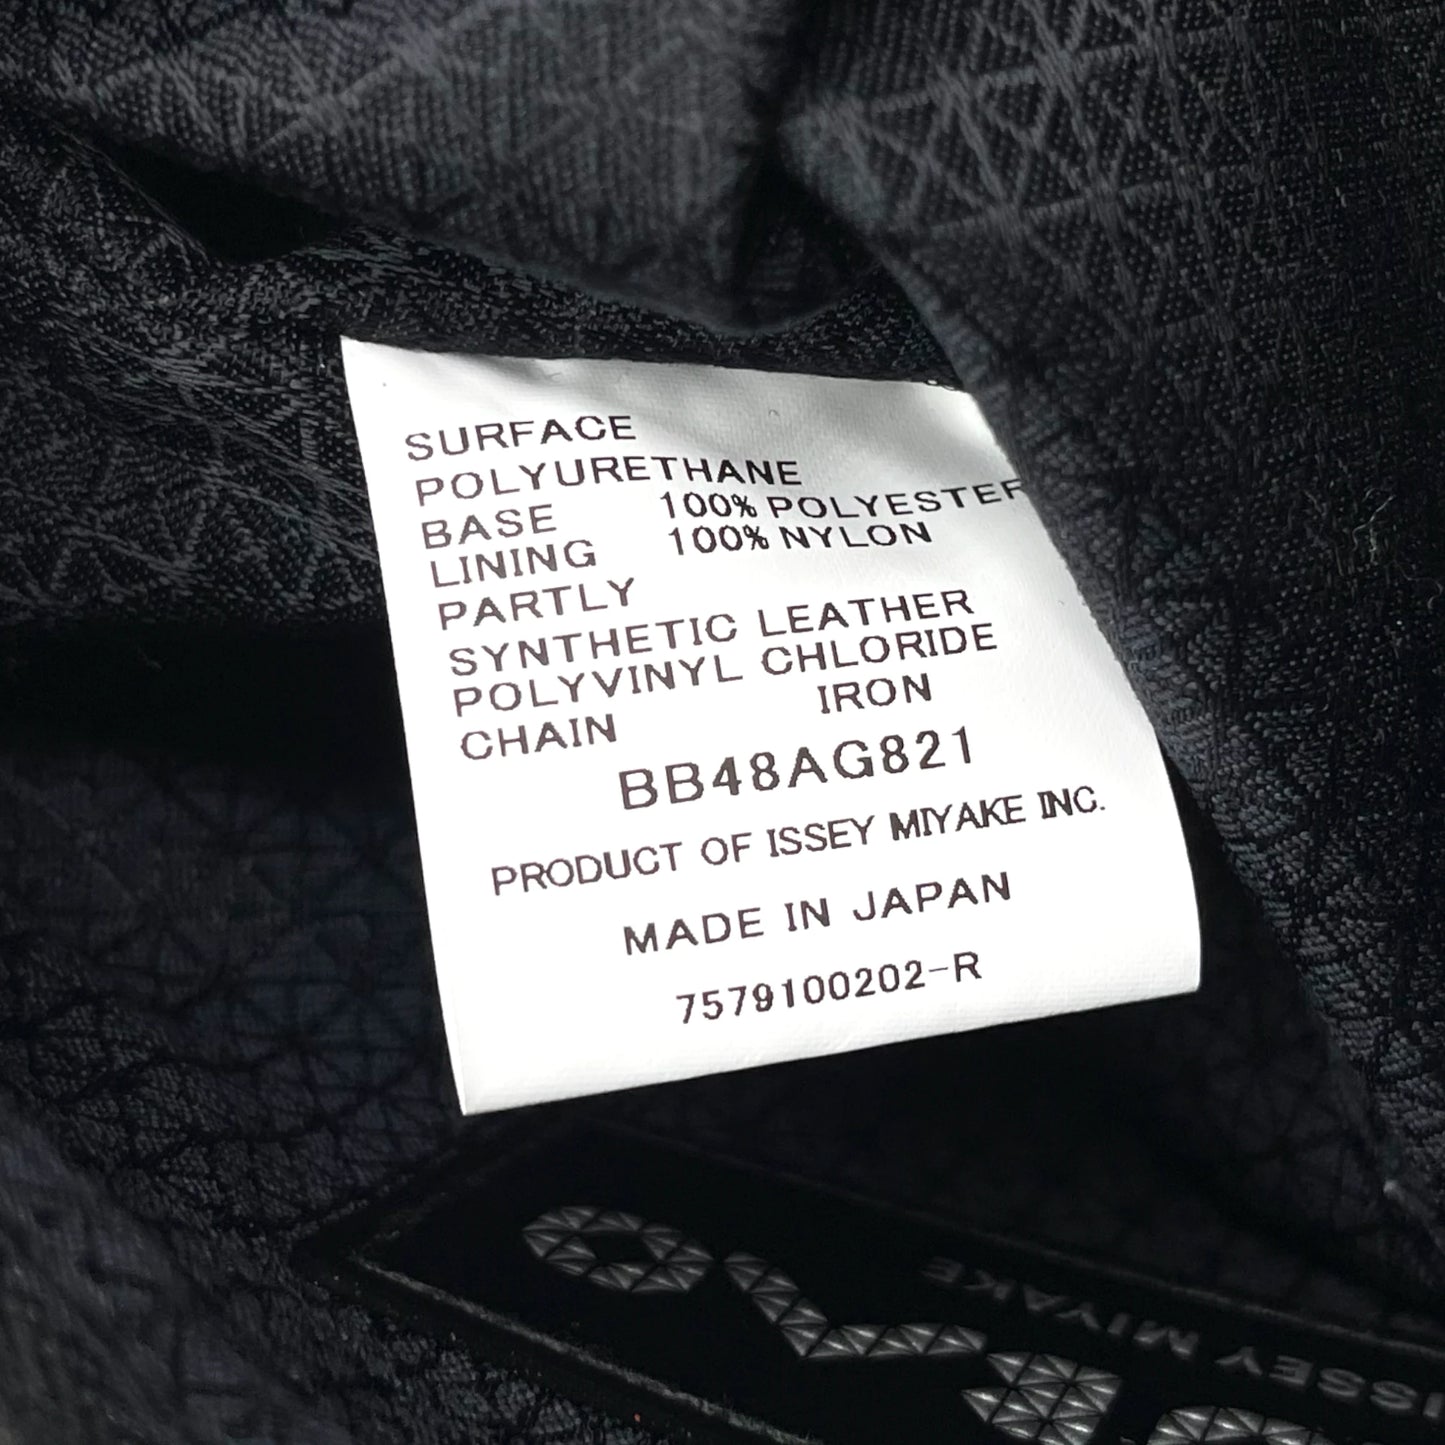 SURFACE
POLYURETHANE
BASE 100% POLYESTER
LINING 100% NYLON
PARTLY
SYNTHETIC LEATHER
POLYVINYL CHLORIDE
CHAIN IRON
BB48AG821
PRODUCT OF ISSEY MIYAKE INC.
MADE IN JAPAN
7579100202-R
ISSEY MIYAKE